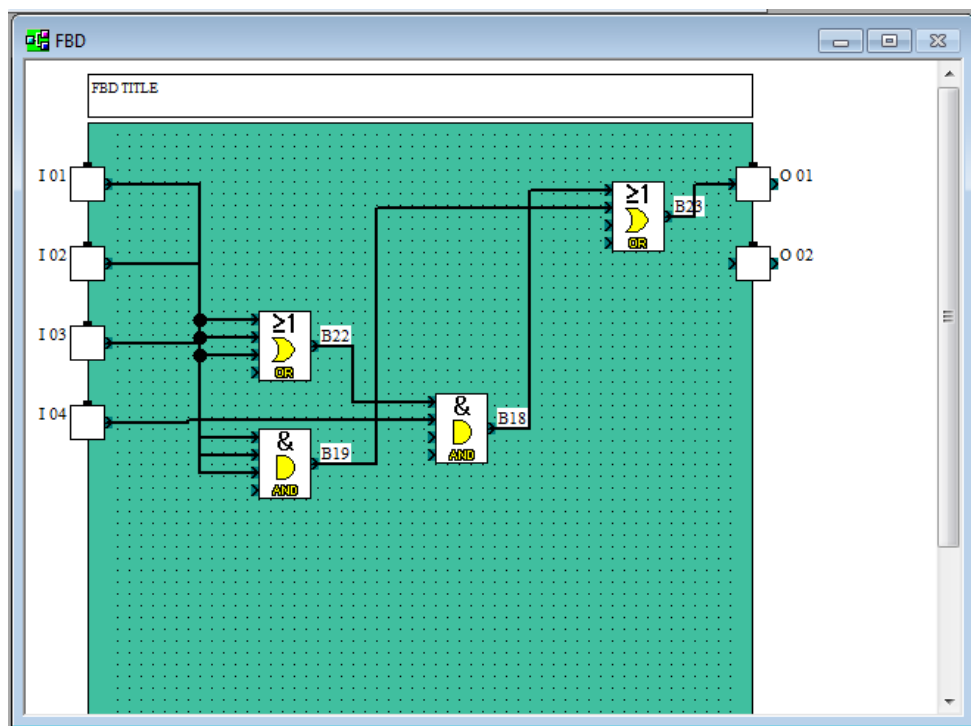 FBD
FBD TITLE
I 01
≥1
B23
O 01
OR
I 02
O 02
I 03
≥1
B22
OR
I 04
&
B18
AND
&
B19
AND